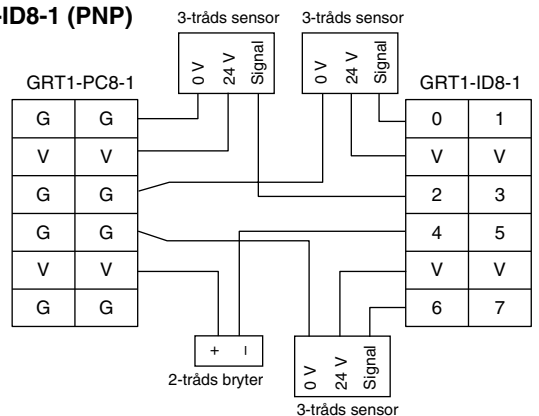 -ID8-1 (PNP)
3-tråds sensor 3-tråds sensor
0 V 24 V Signal 0 V 24 V Signal
GRT1-PC8-1 GRT1-ID8-1
G G 0 1
V V V V
G G 2 3
G G 4 5
V V V V
G G 6 7
+ –
2-tråds bryter
0 V 24 V Signal
3-tråds sensor